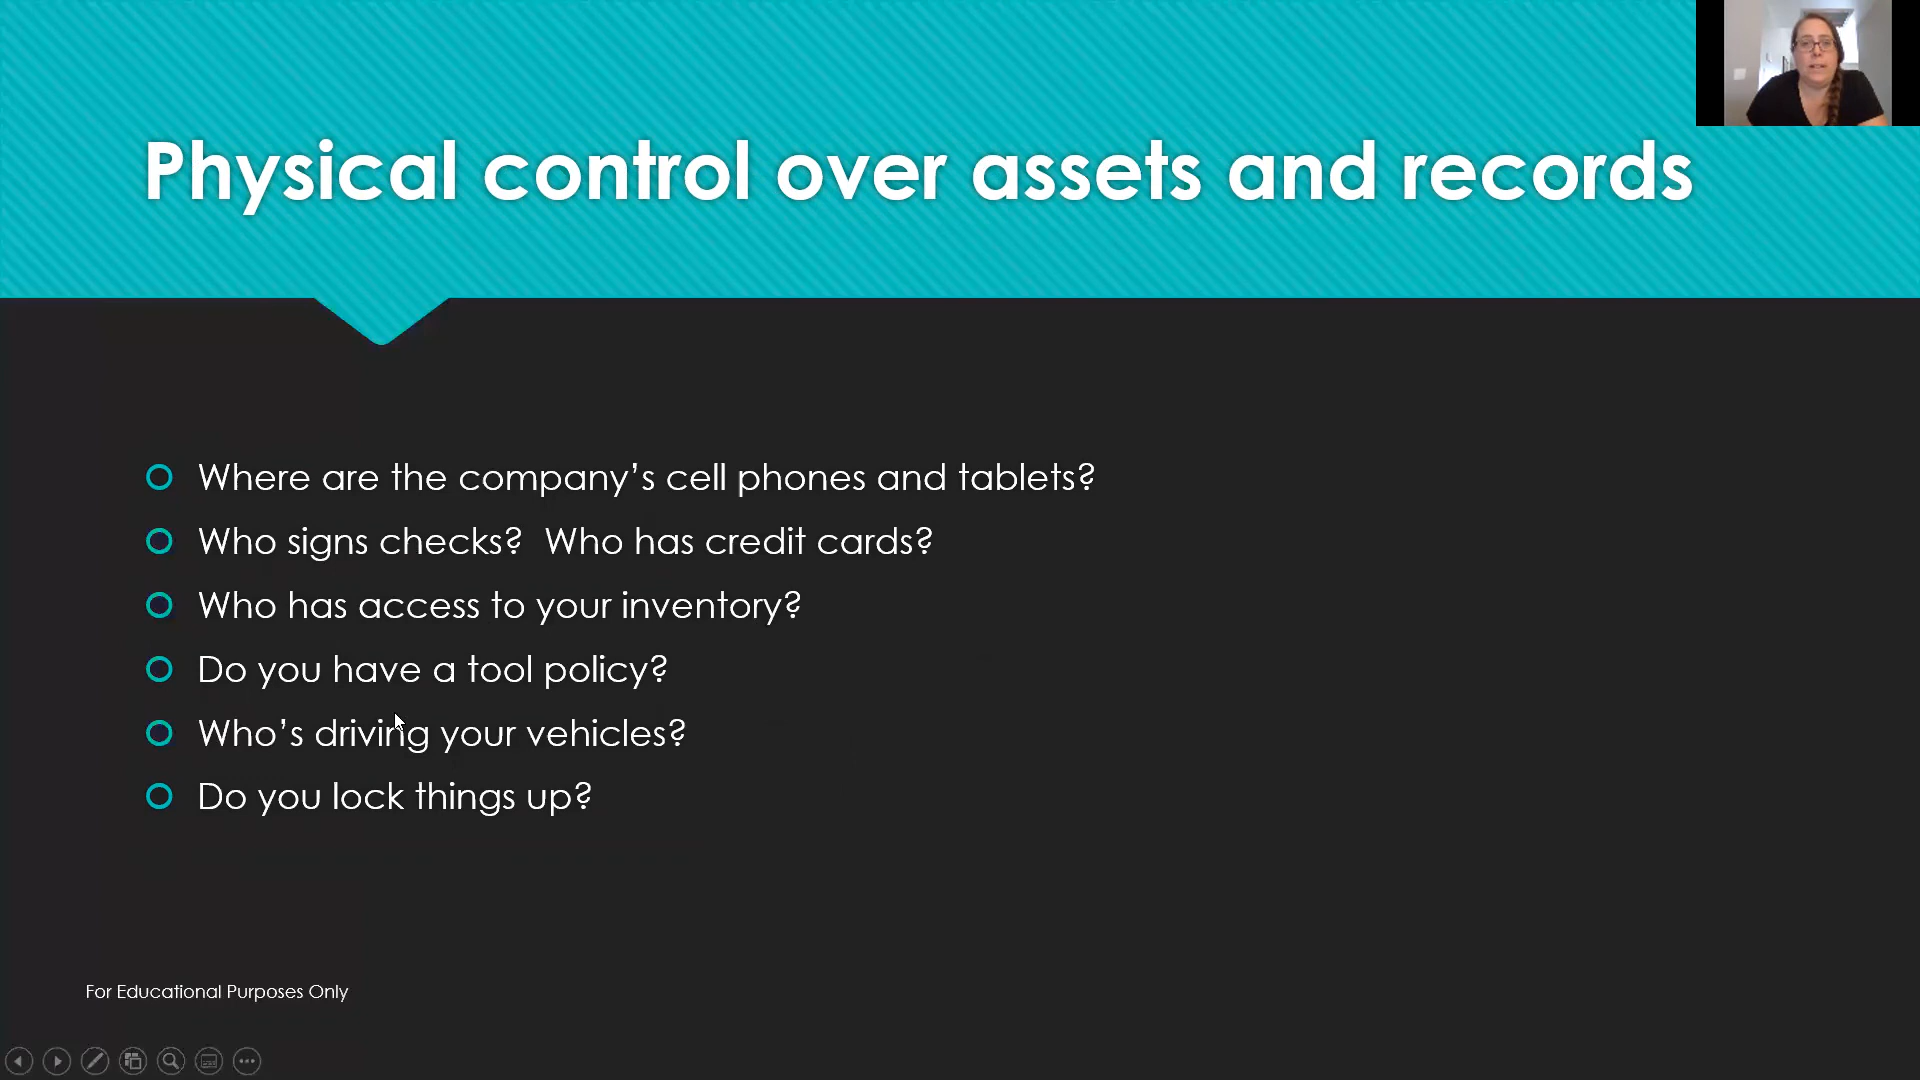 Physical control over assets and records
Where are the company’s cell phones and tablets?
Who signs checks?  Who has credit cards?
Who has access to your inventory?
Do you have a tool policy?
Who’s driving your vehicles?
Do you lock things up?
For Educational Purposes Only